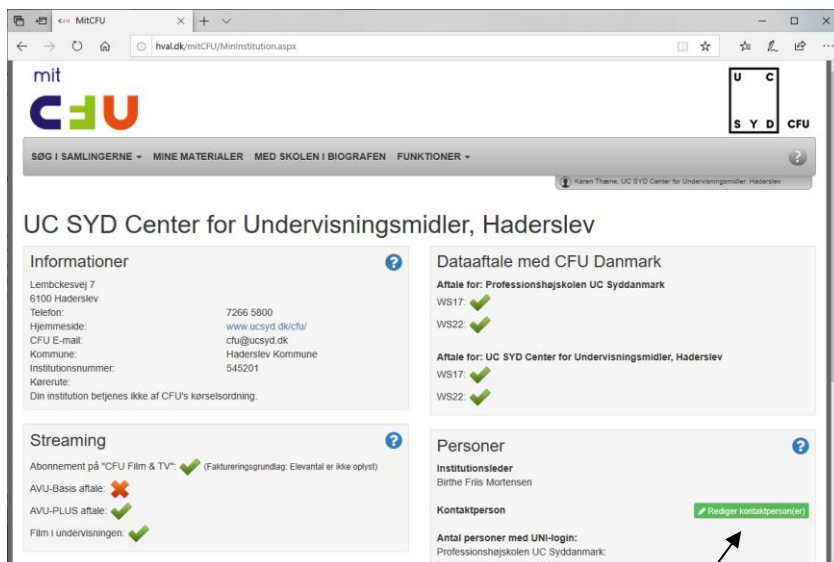 MitCFU
hval.dk/mitCFU/MinInstitution.aspx
mit
CFU
U C
S Y D CFU
SØG I SAMLINGERNE MINE MATERIALER MED SKOLEN I BIOGRAFEN FUNKTIONER ?
Karen Thæne, UC SYD Center for Undervisningsmidler, Haderslev
UC SYD Center for Undervisningsmidler, Haderslev
Informationer ?
Lembckesvej 7
6100 Haderslev
Telefon: 7266 5800
Hjemmeside: www.ucsyd.dk/cfu/
CFU E-mail: cfu@ucsyd.dk
Kommune: Haderslev Kommune
Institutionsnummer: 545201
Kørerute:
Din institution betjenes ikke af CFU's kørselsordning.
Dataaftale med CFU Danmark
Aftale for: Professionshøjskolen UC Syddanmark
WS17:
WS22:
Aftale for: UC SYD Center for Undervisningsmidler, Haderslev
WS17:
WS22:
Streaming ?
Abonnement på "CFU Film & TV": (Faktureringsgrundlag: Elevantal er ikke oplyst)
AVU-Basis aftale:
AVU-PLUS aftale:
Film i undervisningen:
Personer ?
Institutionsleder
Birthe Friis Mortensen
Kontaktperson Rediger kontaktperson(er)
Antal personer med UNI-login:
Professionshøjskolen UC Syddanmark: